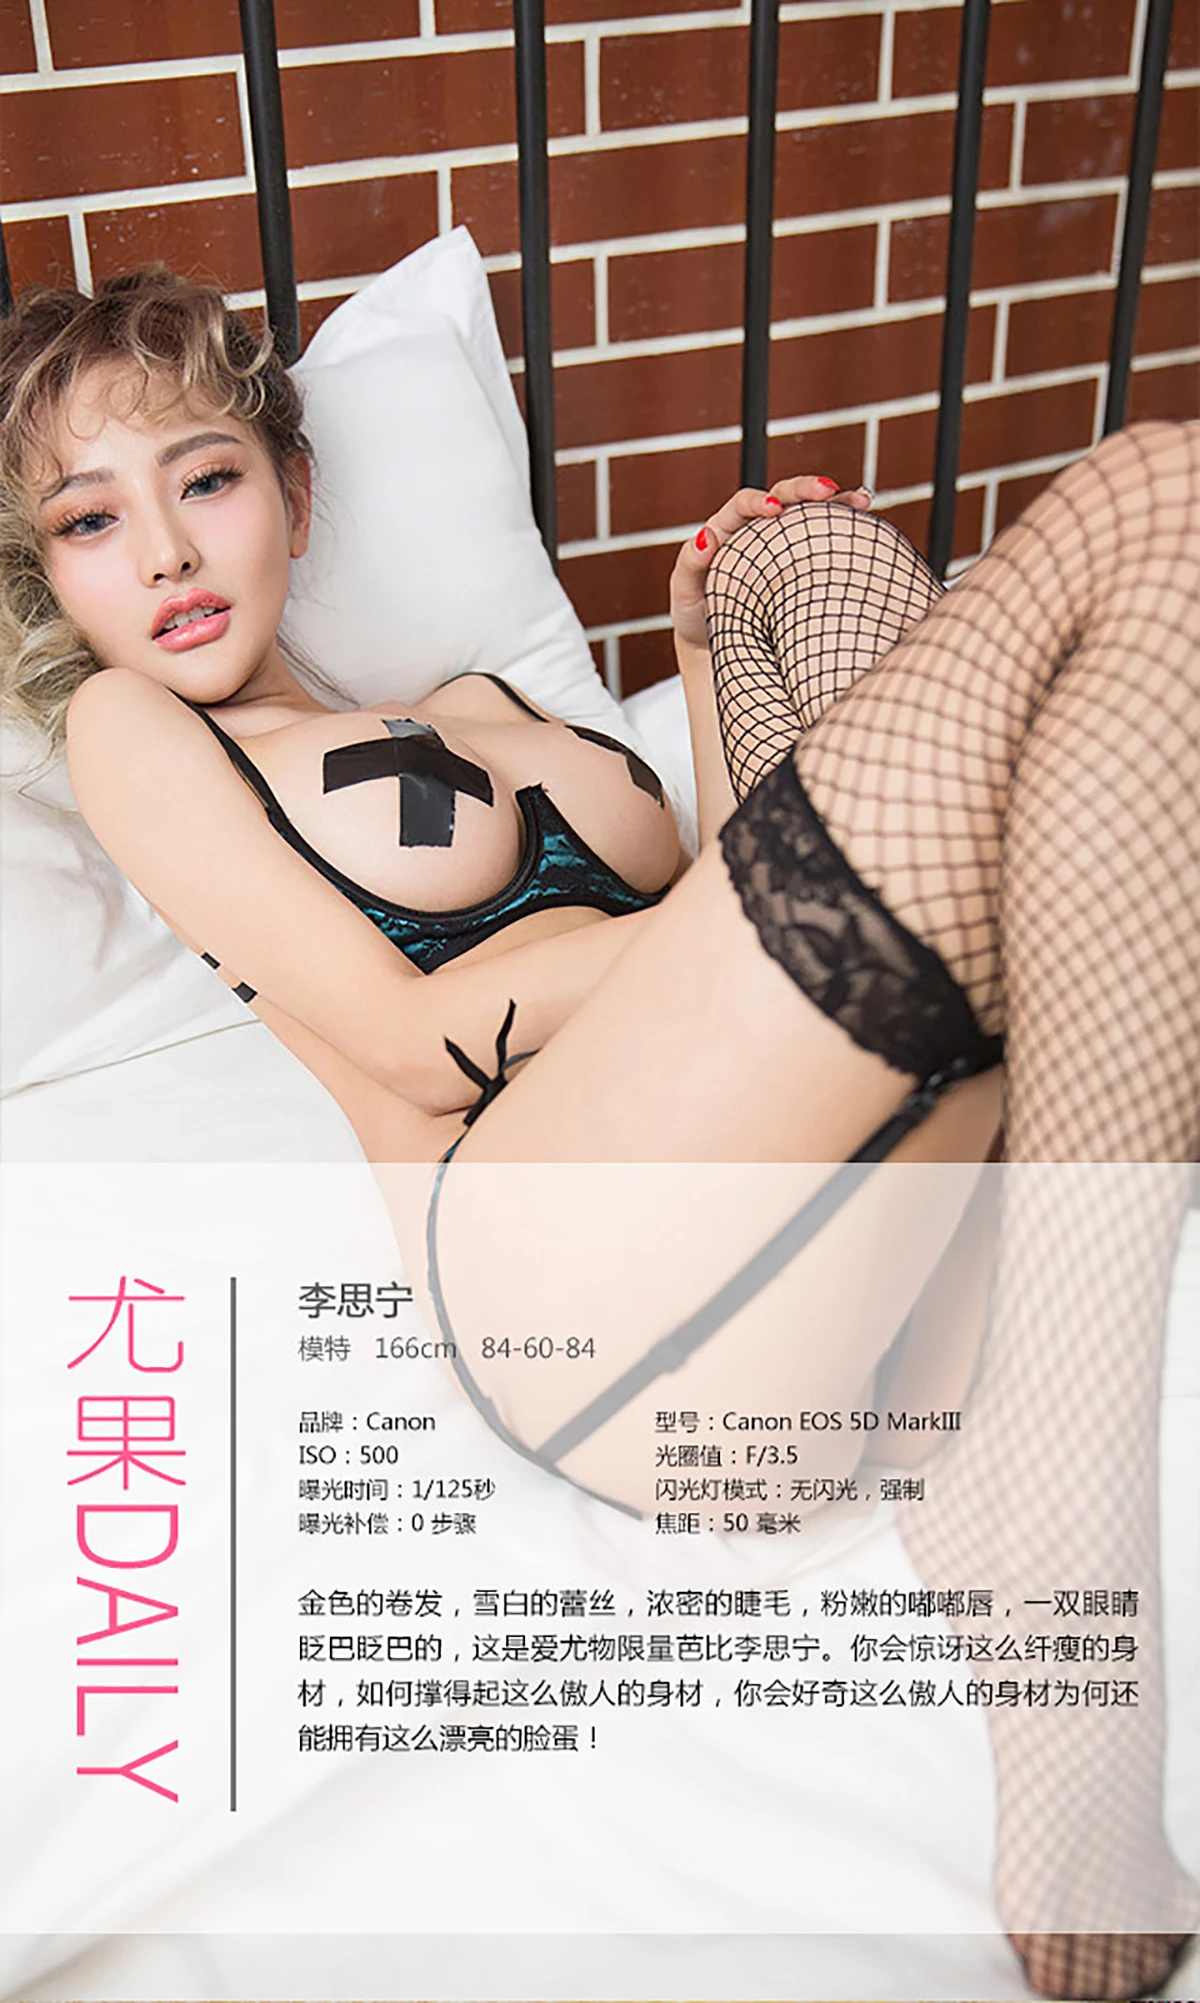 尤果DAILY
李思宁
模特 166cm 84-60-84
品牌：Canon
型号：Canon EOS 5D MarkIII
ISO：500
光圈值：F/3.5
曝光时间：1/125秒
闪光灯模式：无闪光，强制
曝光补偿：0 步骤
焦距：50 毫米
金色的卷发，雪白的蕾丝，浓密的睫毛，粉嫩的嘟嘟唇，一双眼睛
眨巴眨巴的，这是爱尤物限量芭比李思宁。你会惊讶这么纤瘦的身
材，如何撑得起这么傲人的身材，你会好奇这么傲人的身材为何还
能拥有这么漂亮的脸蛋！